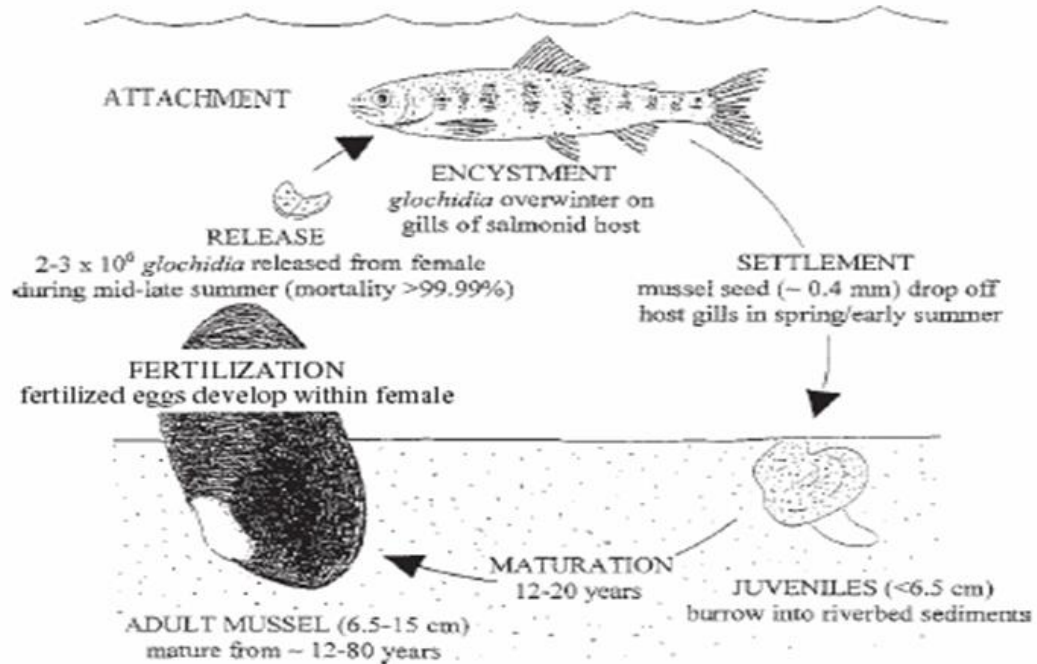 ATTACHMENT
ENCYSTMENT
glochidia overwinter on
gills of salmonid host
RELEASE
2-3 x 10⁶ glochidia released from female
during mid-late summer (mortality >99.99%)
SETTLEMENT
mussel seed (~ 0.4 mm) drop off
host gills in spring/early summer
FERTILIZATION
fertilized eggs develop within female
MATURATION
12-20 years
JUVENILES (<6.5 cm)
burrow into riverbed sediments
ADULT MUSSEL (6.5-15 cm)
mature from ~ 12-80 years